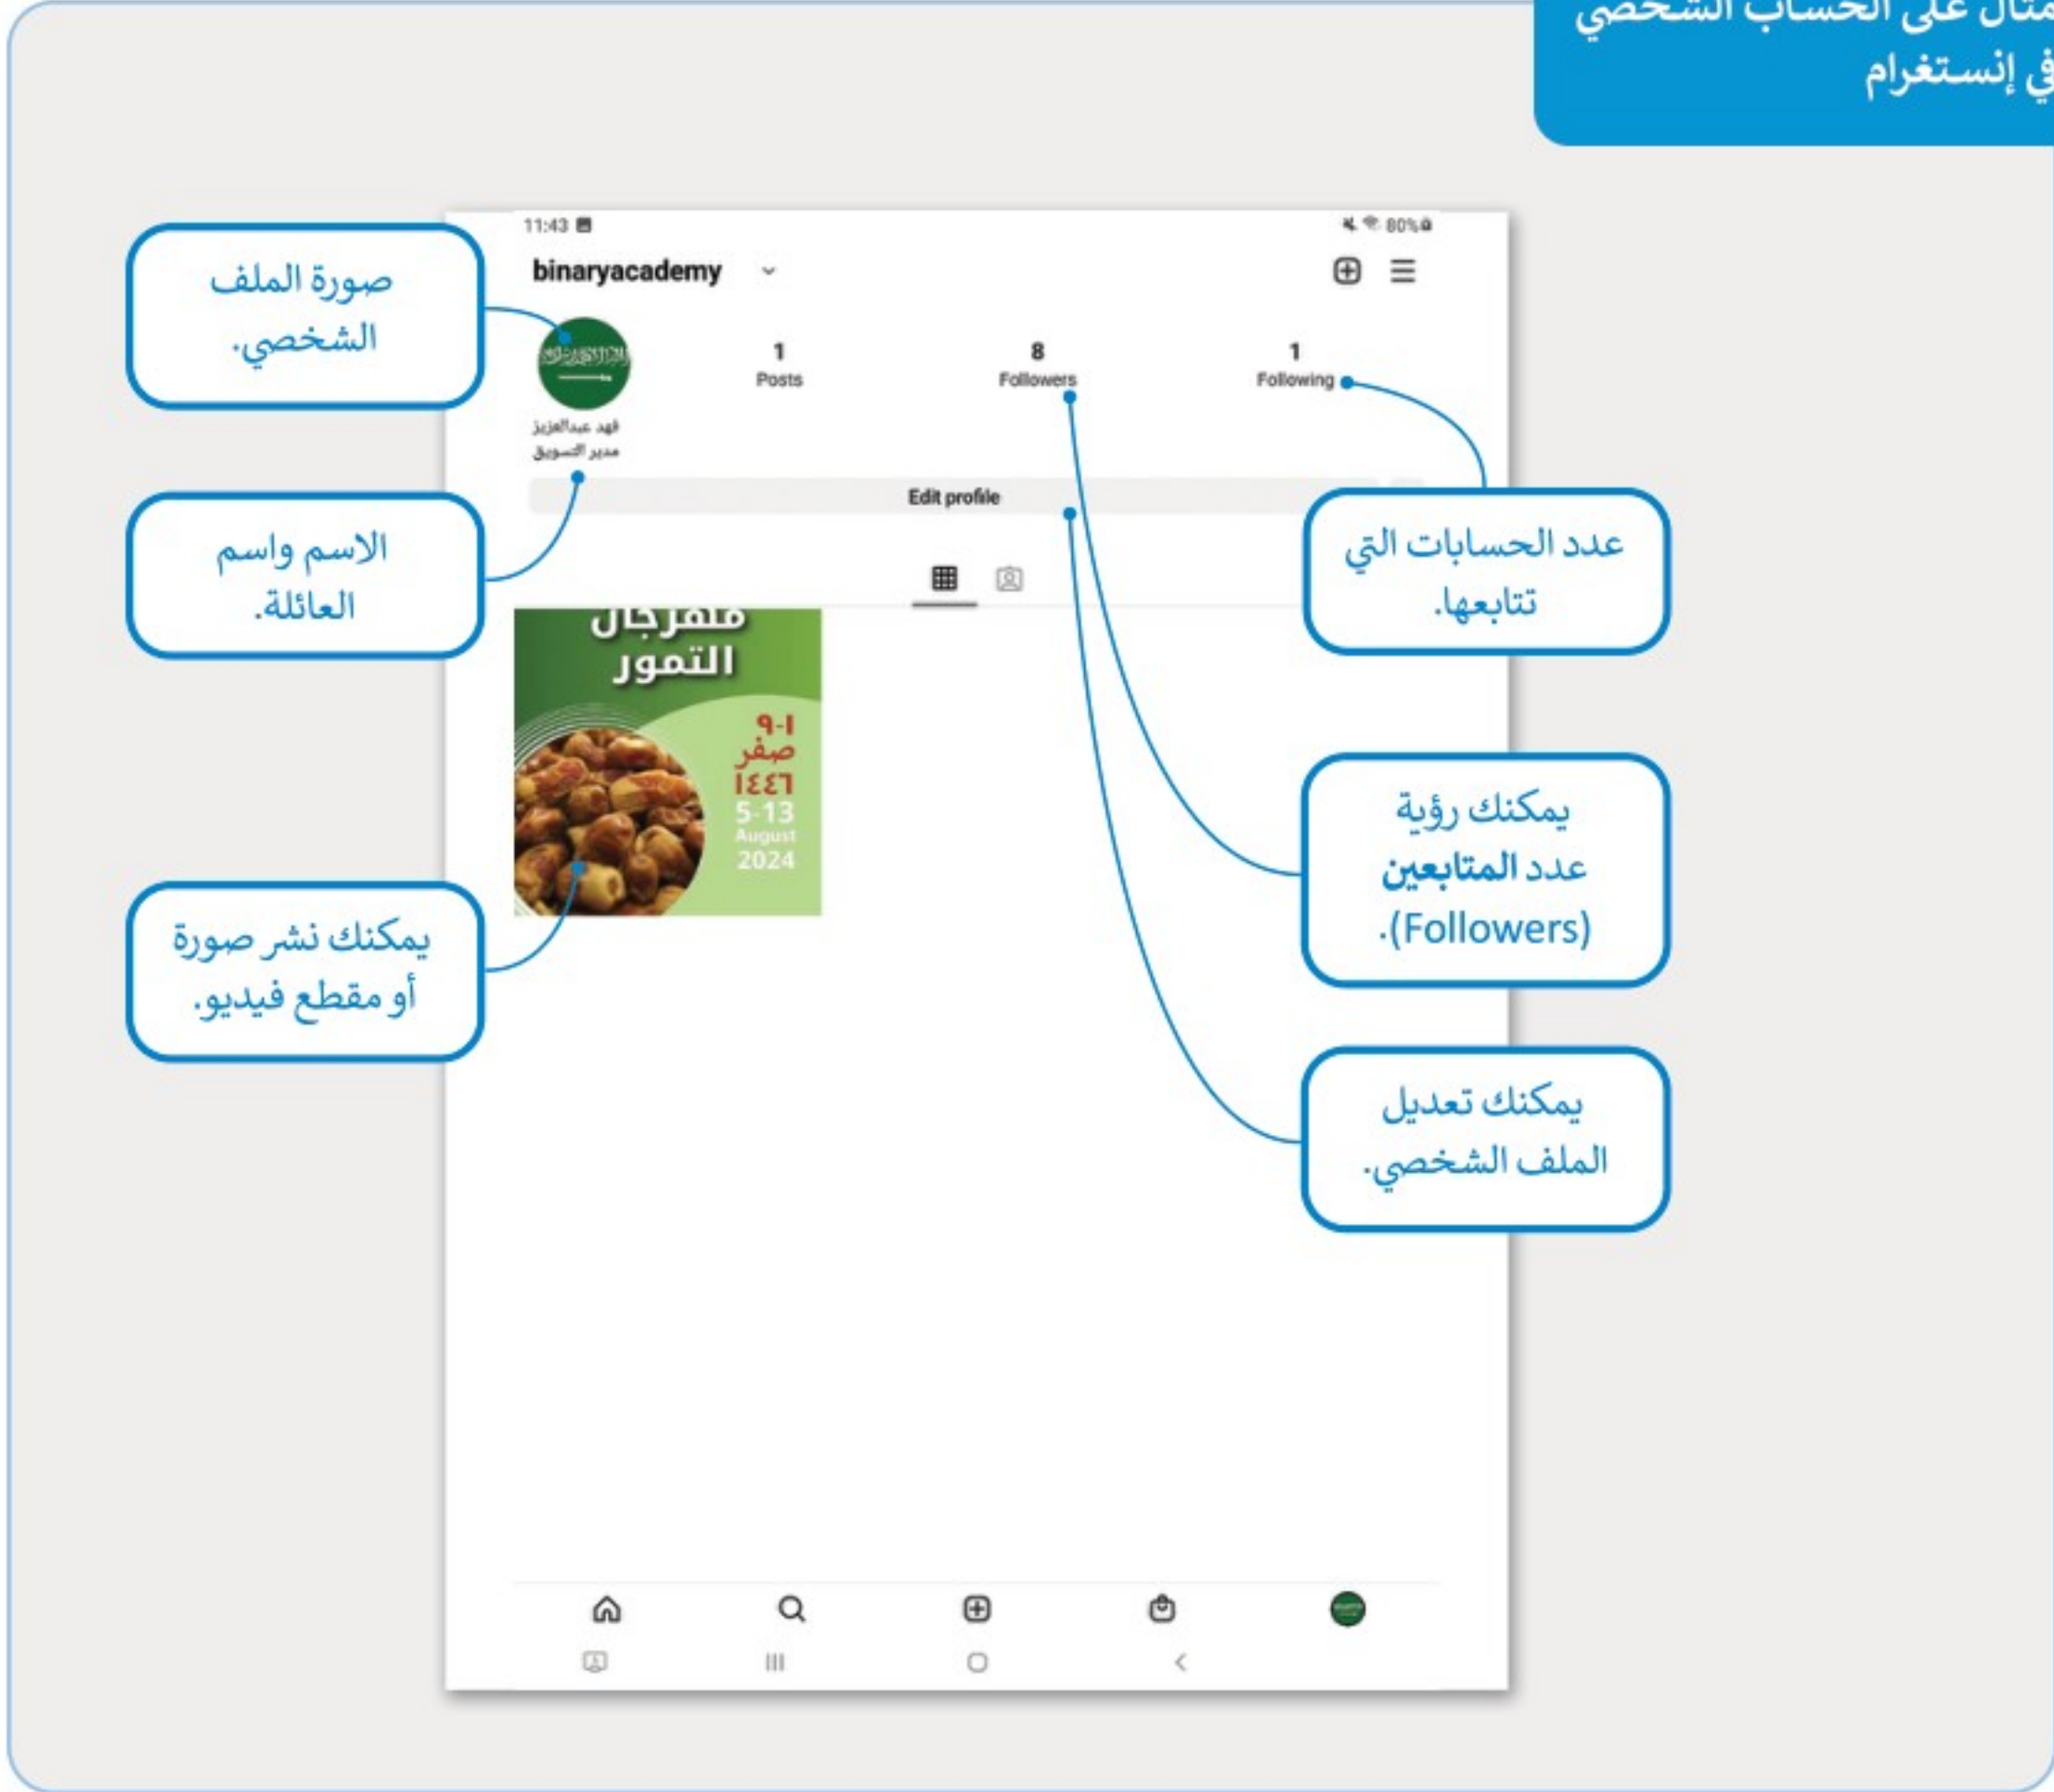 مثال على الحساب الشخصي
في إنستغرام
11:43
80%
binaryacademy
1
Posts
8
Followers
1
Following
فهد عبدالعزيز
مدير التسويق
Edit profile
مهرجان
التمور
١-٩
صفر
١٤٤٦
5-13
August
2024
صورة الملف
الشخصي.
الاسم واسم
العائلة.
يمكنك نشر صورة
أو مقطع فيديو.
عدد الحسابات التي
تتابعها.
يمكنك رؤية
عدد المتابعين
(Followers).
يمكنك تعديل
الملف الشخصي.